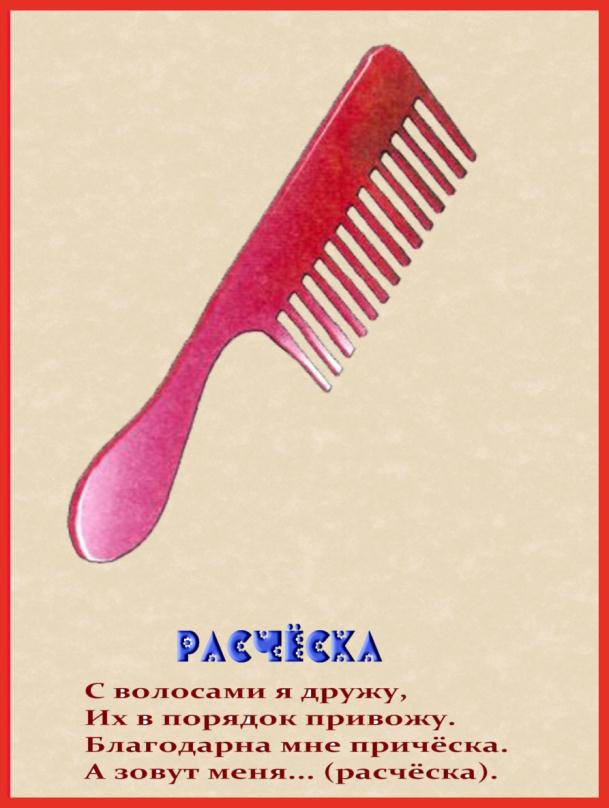 РАСЧЁСКА
С волосами я дружу,
Их в порядок привожу.
Благодарна мне причёска.
А зовут меня... (расчёска).